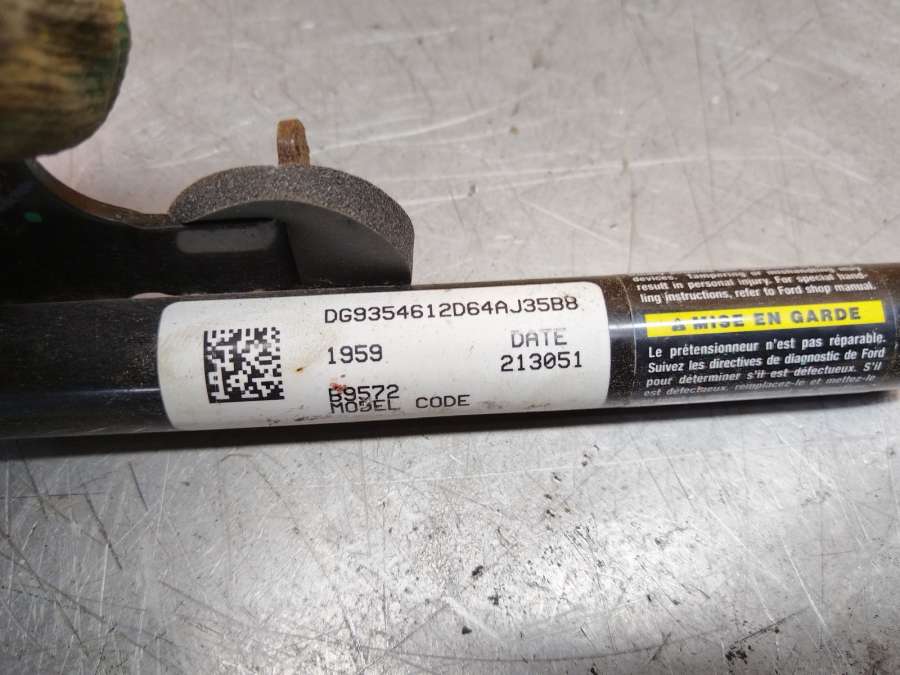 DG9354612D64AJ35B8
1959
DATE
213051
B9572
MODEL CODE
result in personal injury. For special hand-
ling instructions, refer to Ford shop manual.
⚠ MISE EN GARDE
Le prétensionneur n'est pas réparable.
Suivez les directives de diagnostic de Ford
pour déterminer s'il est défectueux. S'il
est défectueux, remplacez-le et mettez-le